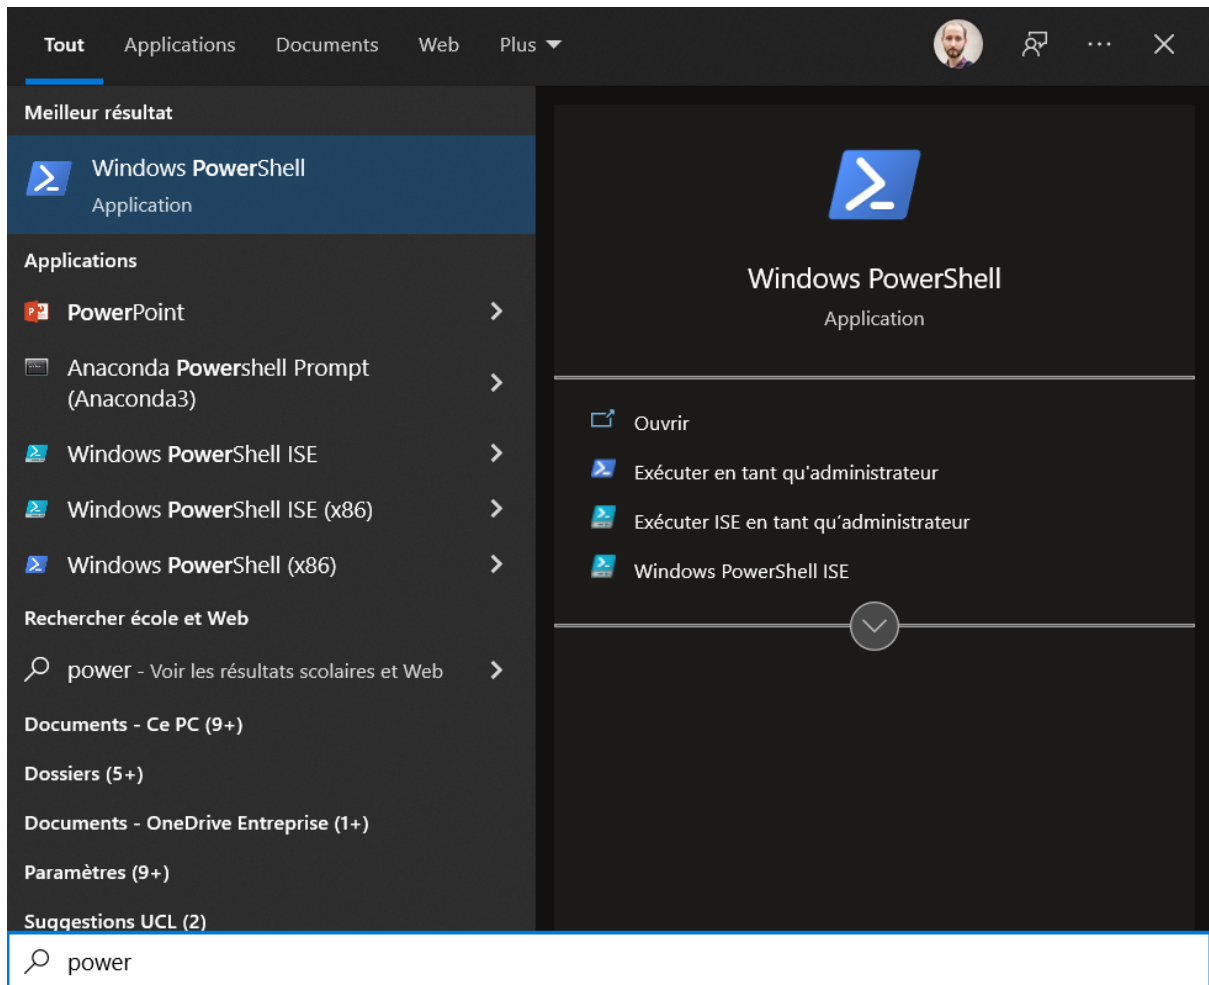 Tout Applications Documents Web Plus
Meilleur résultat
Windows PowerShell
Application
Applications
PowerPoint
Anaconda Powershell Prompt
(Anaconda3)
Windows PowerShell ISE
Windows PowerShell ISE (x86)
Windows PowerShell (x86)
Rechercher école et Web
power - Voir les résultats scolaires et Web
Documents - Ce PC (9+)
Dossiers (5+)
Documents - OneDrive Entreprise (1+)
Paramètres (9+)
Suggestions UCL (2)
Windows PowerShell
Application
Ouvrir
Exécuter en tant qu'administrateur
Exécuter ISE en tant qu'administrateur
Windows PowerShell ISE
power